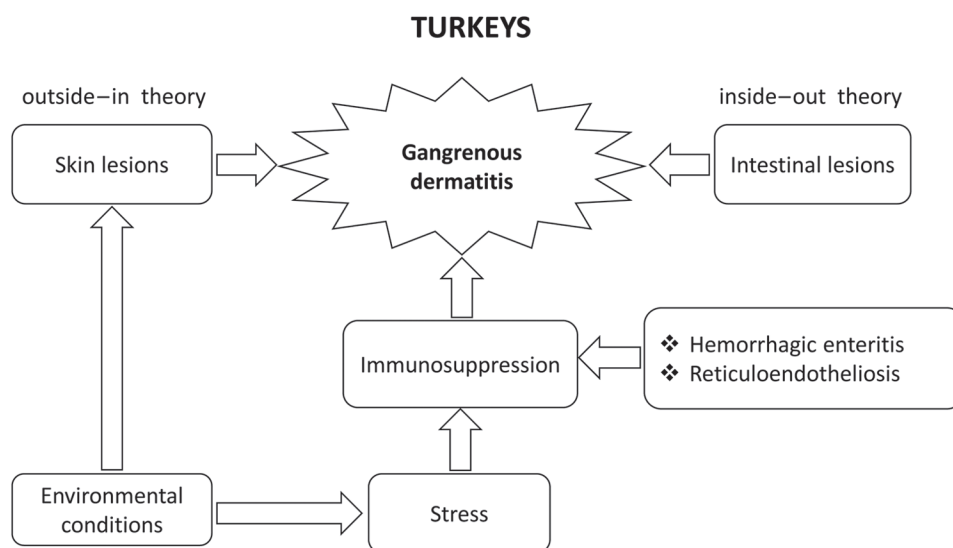 TURKEYS
outside–in theory
inside–out theory
Skin lesions
Gangrenous
dermatitis
Intestinal lesions
Immunosuppression
❖ Hemorrhagic enteritis
❖ Reticuloendotheliosis
Environmental
conditions
Stress